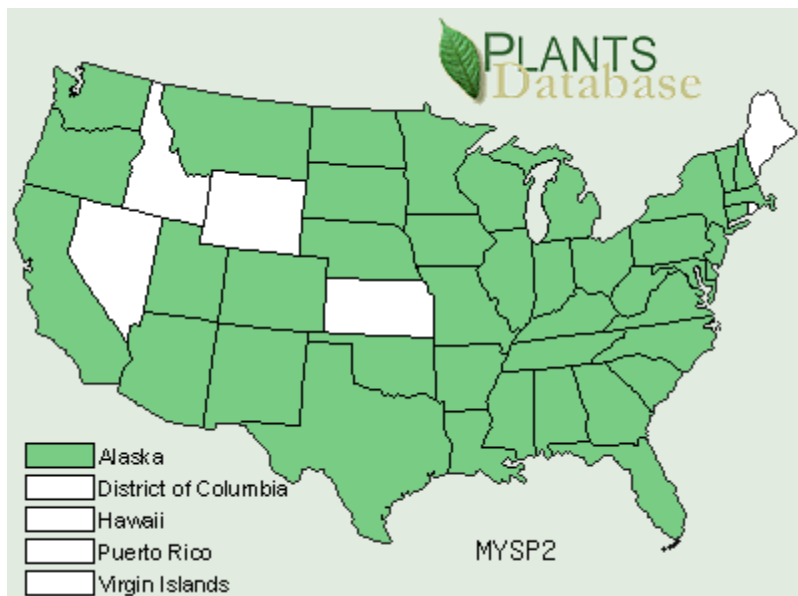 PLANTS
Database
Alaska
District of Columbia
Hawaii
Puerto Rico
Virgin Islands
MYSP2